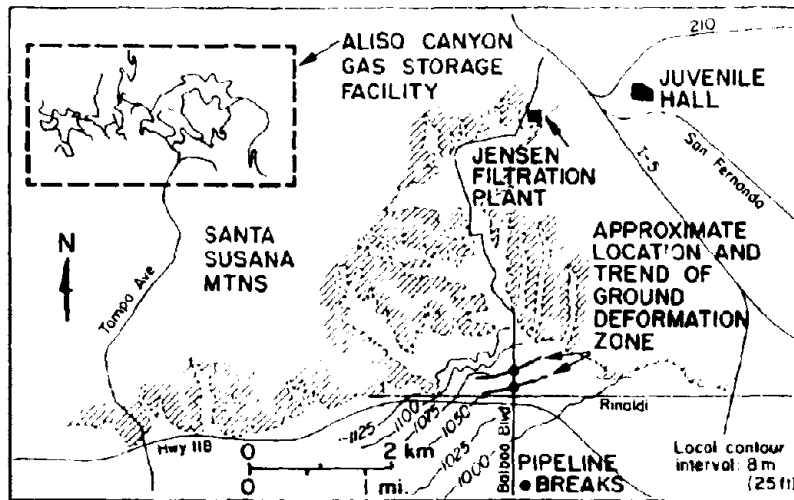 ALISO CANYON
GAS STORAGE
FACILITY
210
JUVENILE
HALL
JENSEN
FILTRATION
PLANT
I-5
San Fernando
N
SANTA
SUSANA
MTNS
Tampa Ave
APPROXIMATE
LOCATION AND
TREND OF
GROUND
DEFORMATION
ZONE
Rinaldi
1125
1100
1075
1050
1025
1000
Hwy 118
0 2 km
0 1 mi.
Balboa Blvd
PIPELINE
BREAKS
Local contour
interval: 8m
(25 ft)